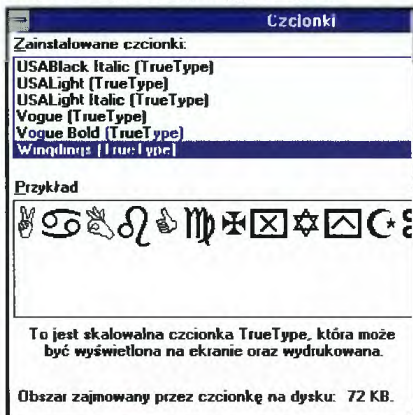 Czcionki
Zainstalowane czcionki:
USABlack Italic (TrueType)
USALight (TrueType)
USALight Italic (TrueType)
Vogue (TrueType)
Vogue Bold (TrueType)
Wingdings (TrueType)
Przykład
To jest skalowalna czcionka TrueType, która może
być wyświetlona na ekranie oraz wydrukowana.
Obszar zajmowany przez czcionkę na dysku: 72 KB.